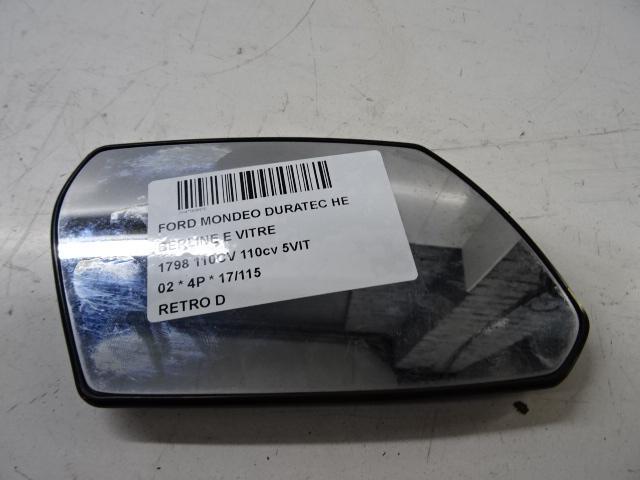 FORD MONDEO DURATEC HE
BERLINE E VITRE
1798 110CV 110cv 5VIT
02 * 4P * 17/115
RETRO D